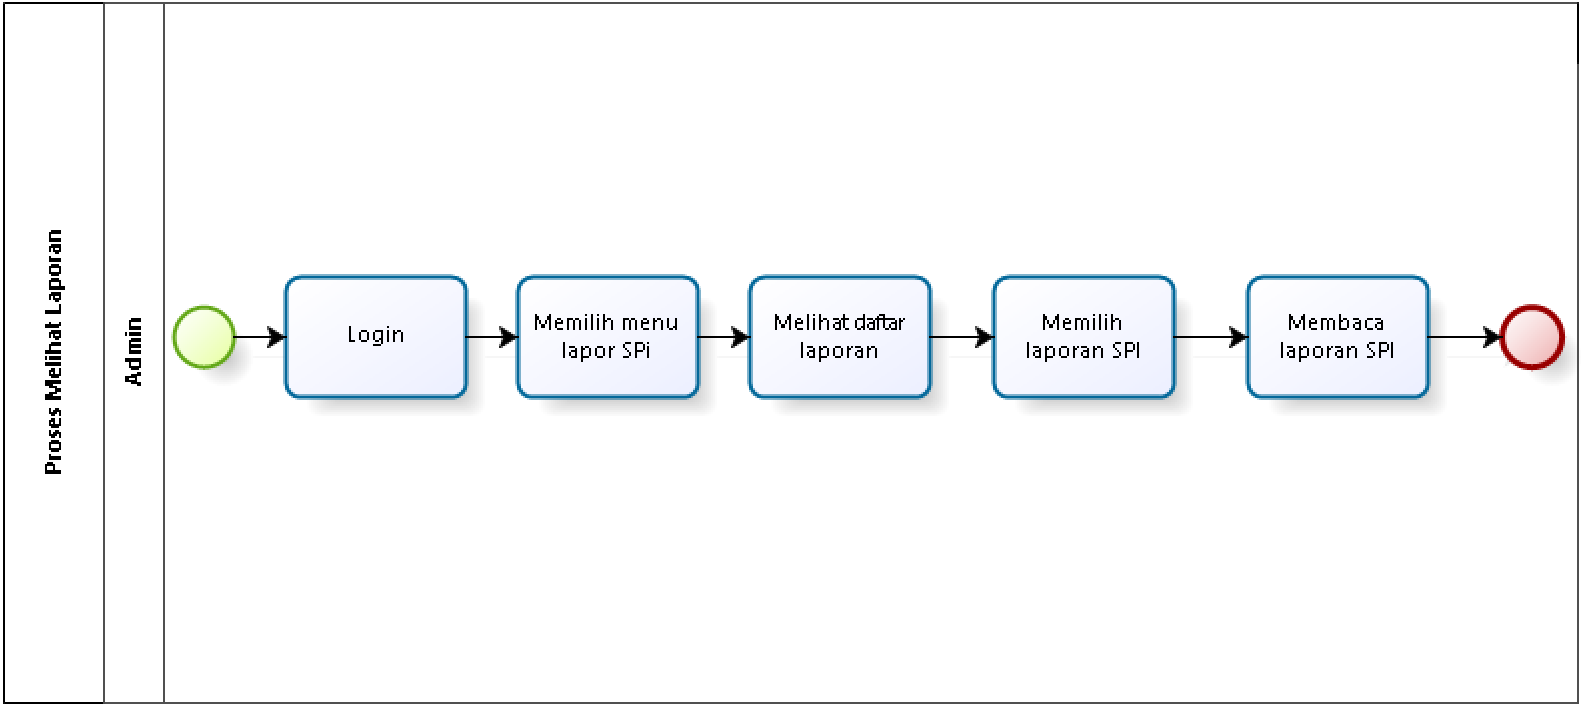 Proses Melihat Laporan
Admin
Login
Memilih menu
lapor SPi
Melihat daftar
laporan
Memilih
laporan SPI
Membaca
laporan SPI